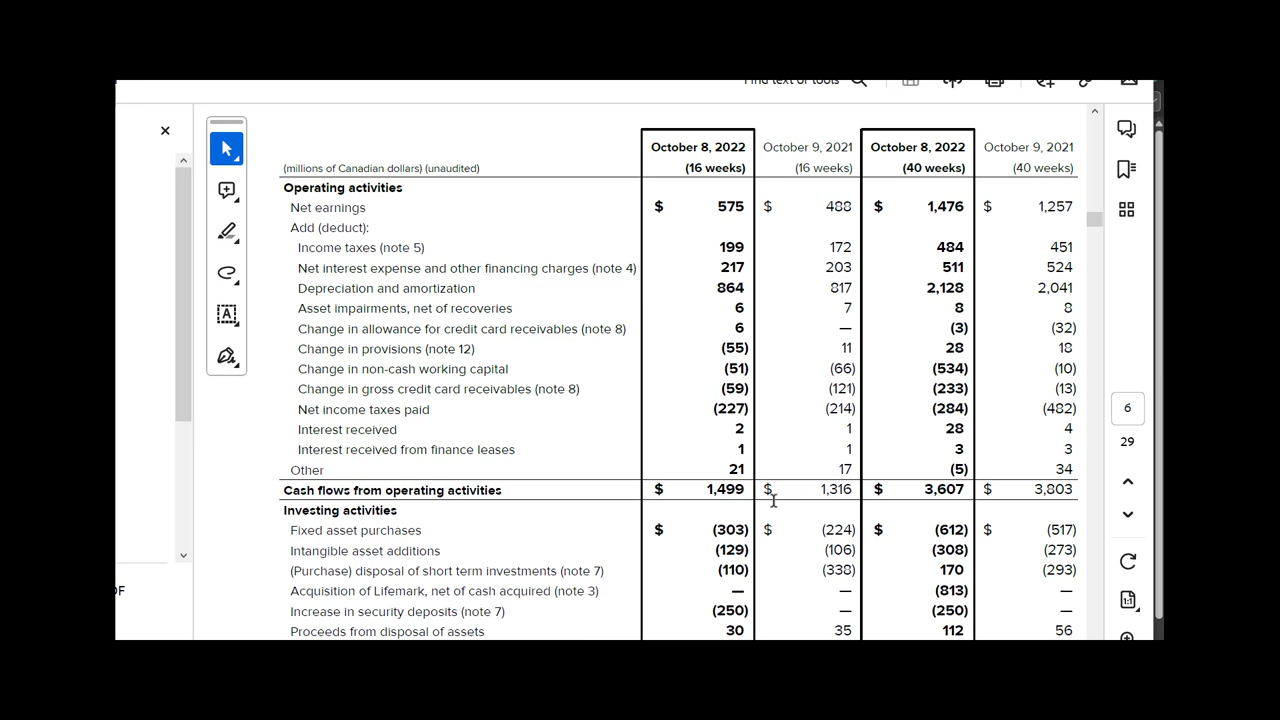 Find text or tools
October 8, 2022 October 9, 2021 October 8, 2022 October 9, 2021
(millions of Canadian dollars) (unaudited) (16 weeks) (16 weeks) (40 weeks) (40 weeks)
Operating activities
Net earnings $ 575 $ 488 $ 1,476 $ 1,257
Add (deduct):
Income taxes (note 5) 199 172 484 451
Net interest expense and other financing charges (note 4) 217 203 511 524
Depreciation and amortization 864 817 2,128 2,041
Asset impairments, net of recoveries 6 7 8 8
Change in allowance for credit card receivables (note 8) 6 — (3) (32)
Change in provisions (note 12) (55) 11 28 18
Change in non-cash working capital (51) (66) (534) (10)
Change in gross credit card receivables (note 8) (59) (121) (233) (13)
Net income taxes paid (227) (214) (284) (482)
Interest received 2 1 28 4
Interest received from finance leases 1 1 3 3
Other 21 17 (5) 34
Cash flows from operating activities $ 1,499 $ 1,316 $ 3,607 $ 3,803
Investing activities
Fixed asset purchases $ (303) $ (224) $ (612) $ (517)
Intangible asset additions (129) (106) (308) (273)
(Purchase) disposal of short term investments (note 7) (110) (338) 170 (293)
Acquisition of Lifemark, net of cash acquired (note 3) — — (813) —
Increase in security deposits (note 7) (250) — (250) —
Proceeds from disposal of assets 30 35 112 56
6
29
1:1